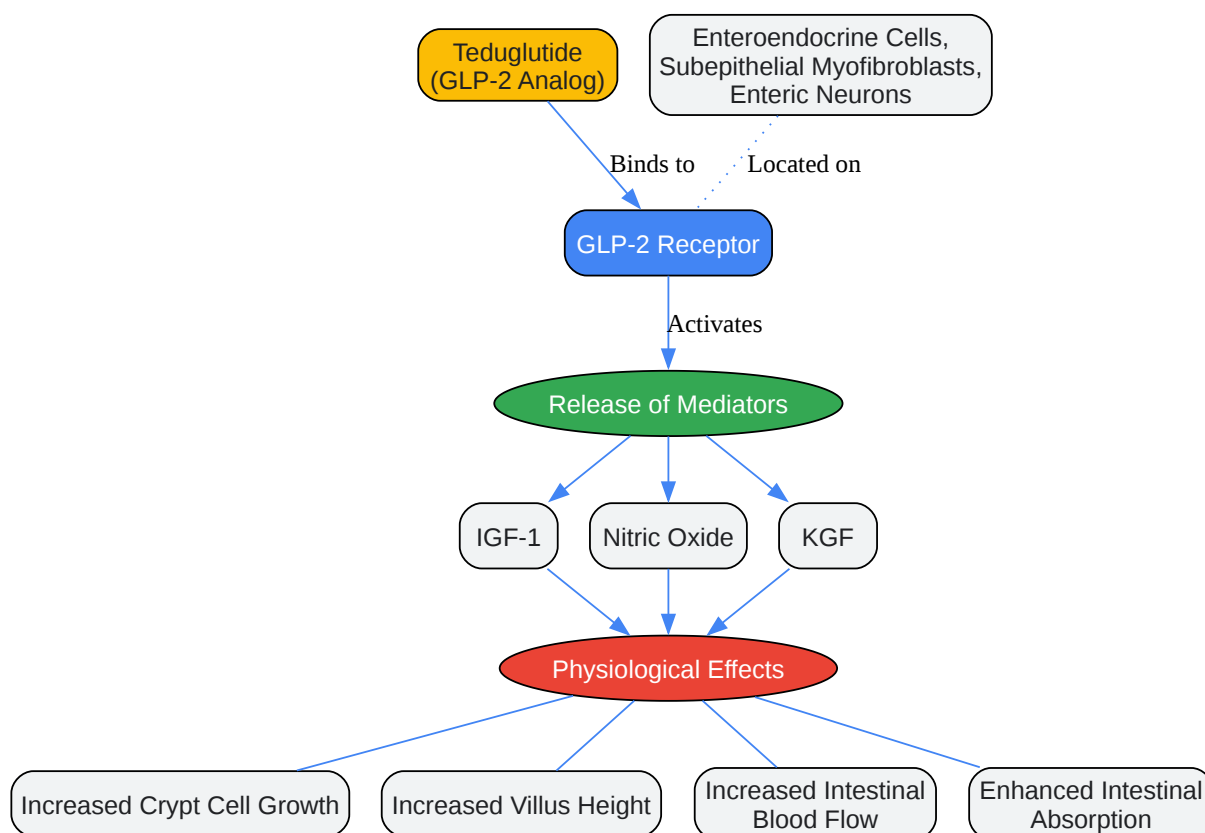 Teduglutide
(GLP-2 Analog)
Enteroendocrine Cells,
Subepithelial Myofibroblasts,
Enteric Neurons
Binds to
Located on
GLP-2 Receptor
Activates
Release of Mediators
IGF-1
Nitric Oxide
KGF
Physiological Effects
Increased Crypt Cell Growth
Increased Villus Height
Increased Intestinal
Blood Flow
Enhanced Intestinal
Absorption